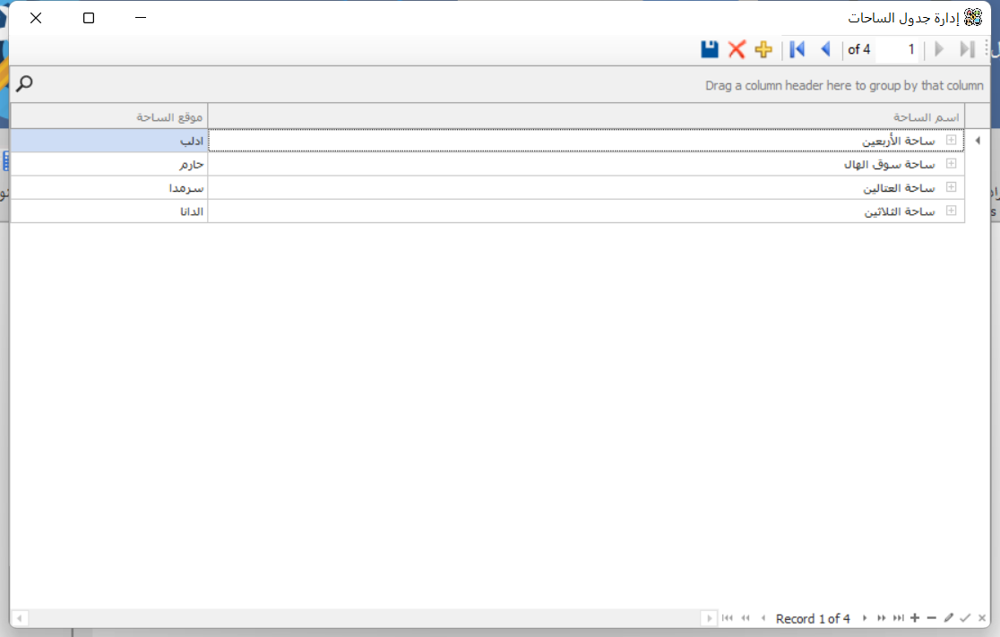 إدارة جدول الساحات
1 of 4
Drag a column header here to group by that column
اسم الساحة موقع الساحة
ساحة الأربعين ادلب
ساحة سوق الهال حارم
ساحة العتالين سرمدا
ساحة الثلاثين الدانا
Record 1 of 4